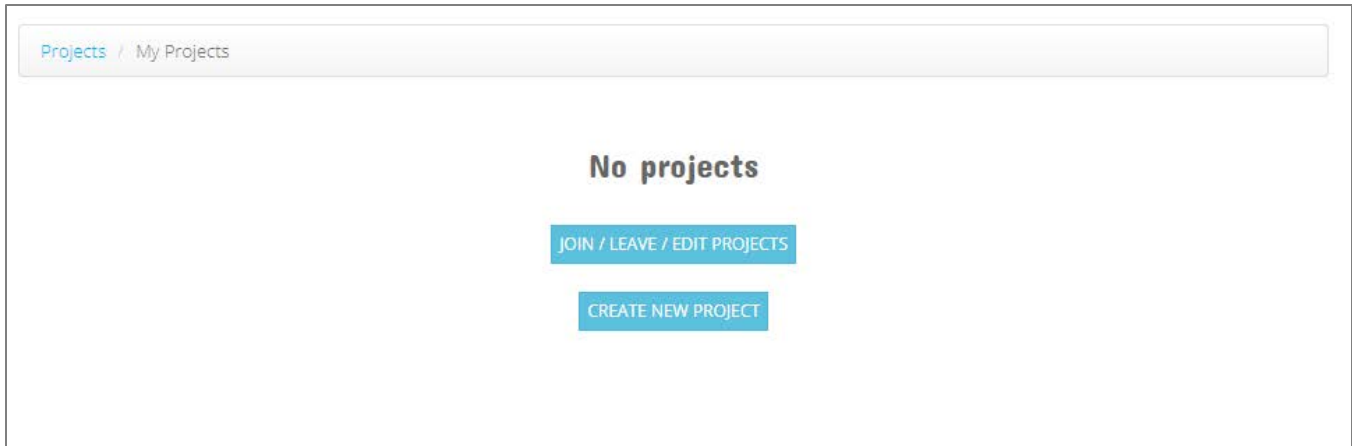 Projects / My Projects
No projects
JOIN / LEAVE / EDIT PROJECTS
CREATE NEW PROJECT